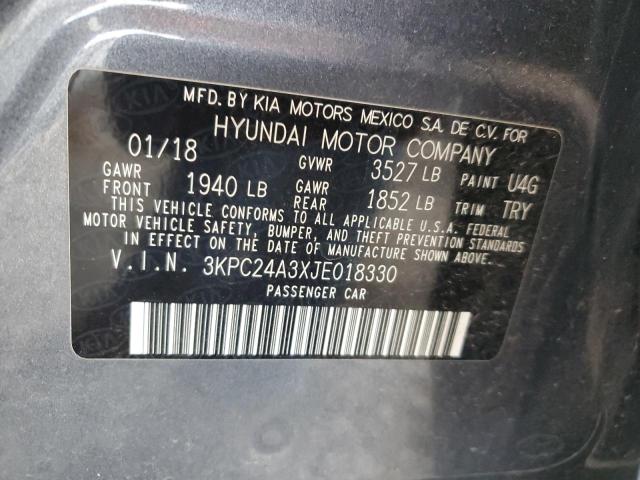 MFD. BY KIA MOTORS MEXICO S.A. DE C.V. FOR
HYUNDAI MOTOR COMPANY
01/18 GVWR 3527 LB PAINT U4G
GAWR FRONT 1940 LB GAWR REAR 1852 LB TRIM TRY
THIS VEHICLE CONFORMS TO ALL APPLICABLE U.S.A. FEDERAL
MOTOR VEHICLE SAFETY, BUMPER, AND THEFT PREVENTION STANDARDS
IN EFFECT ON THE DATE OF MANUFACTURE SHOWN ABOVE.
V.I.N. 3KPC24A3XJE018330
PASSENGER CAR